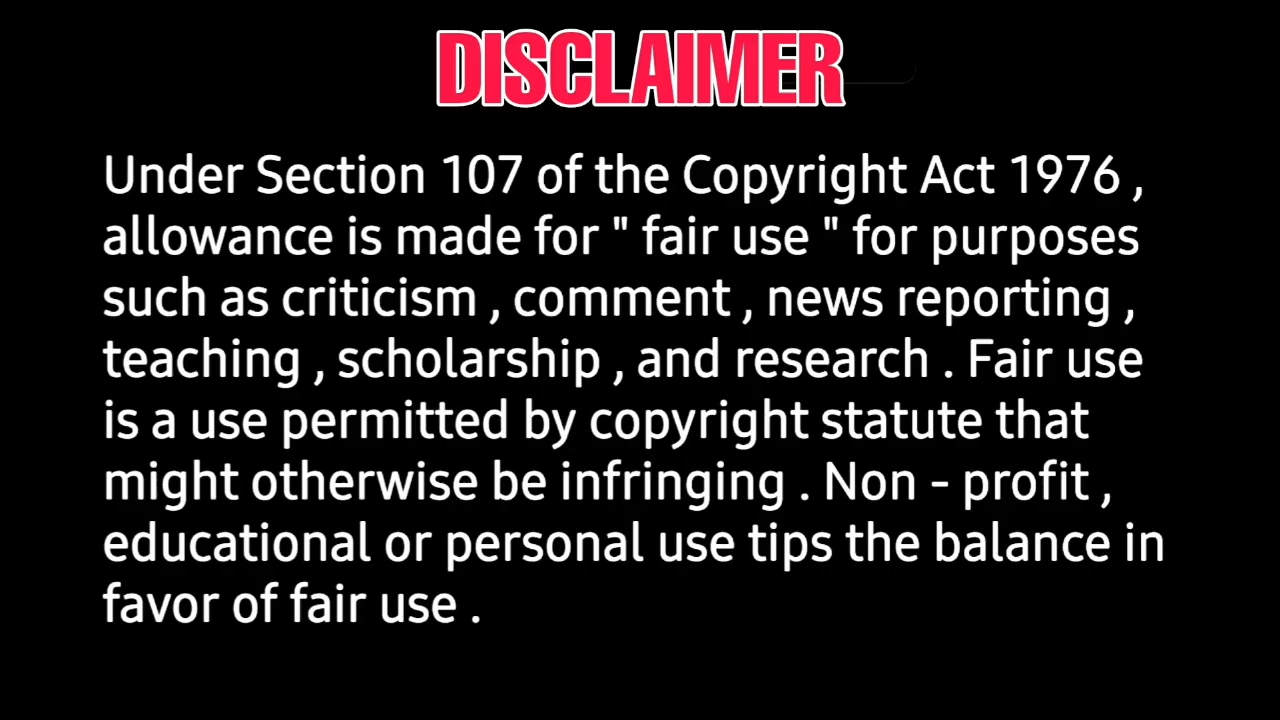 DISCLAIMER
Under Section 107 of the Copyright Act 1976 ,
allowance is made for " fair use " for purposes
such as criticism , comment , news reporting ,
teaching , scholarship , and research . Fair use
is a use permitted by copyright statute that
might otherwise be infringing . Non - profit ,
educational or personal use tips the balance in
favor of fair use .